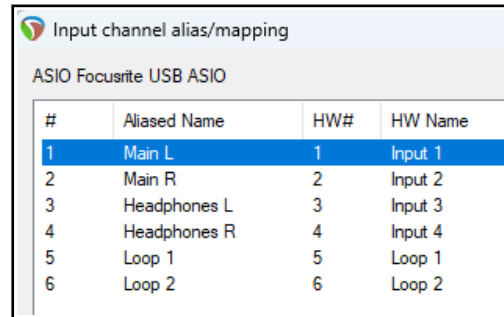 Input channel alias/mapping
ASIO Focusrite USB ASIO
# Aliased Name HW# HW Name
1 Main L 1 Input 1
2 Main R 2 Input 2
3 Headphones L 3 Input 3
4 Headphones R 4 Input 4
5 Loop 1 5 Loop 1
6 Loop 2 6 Loop 2